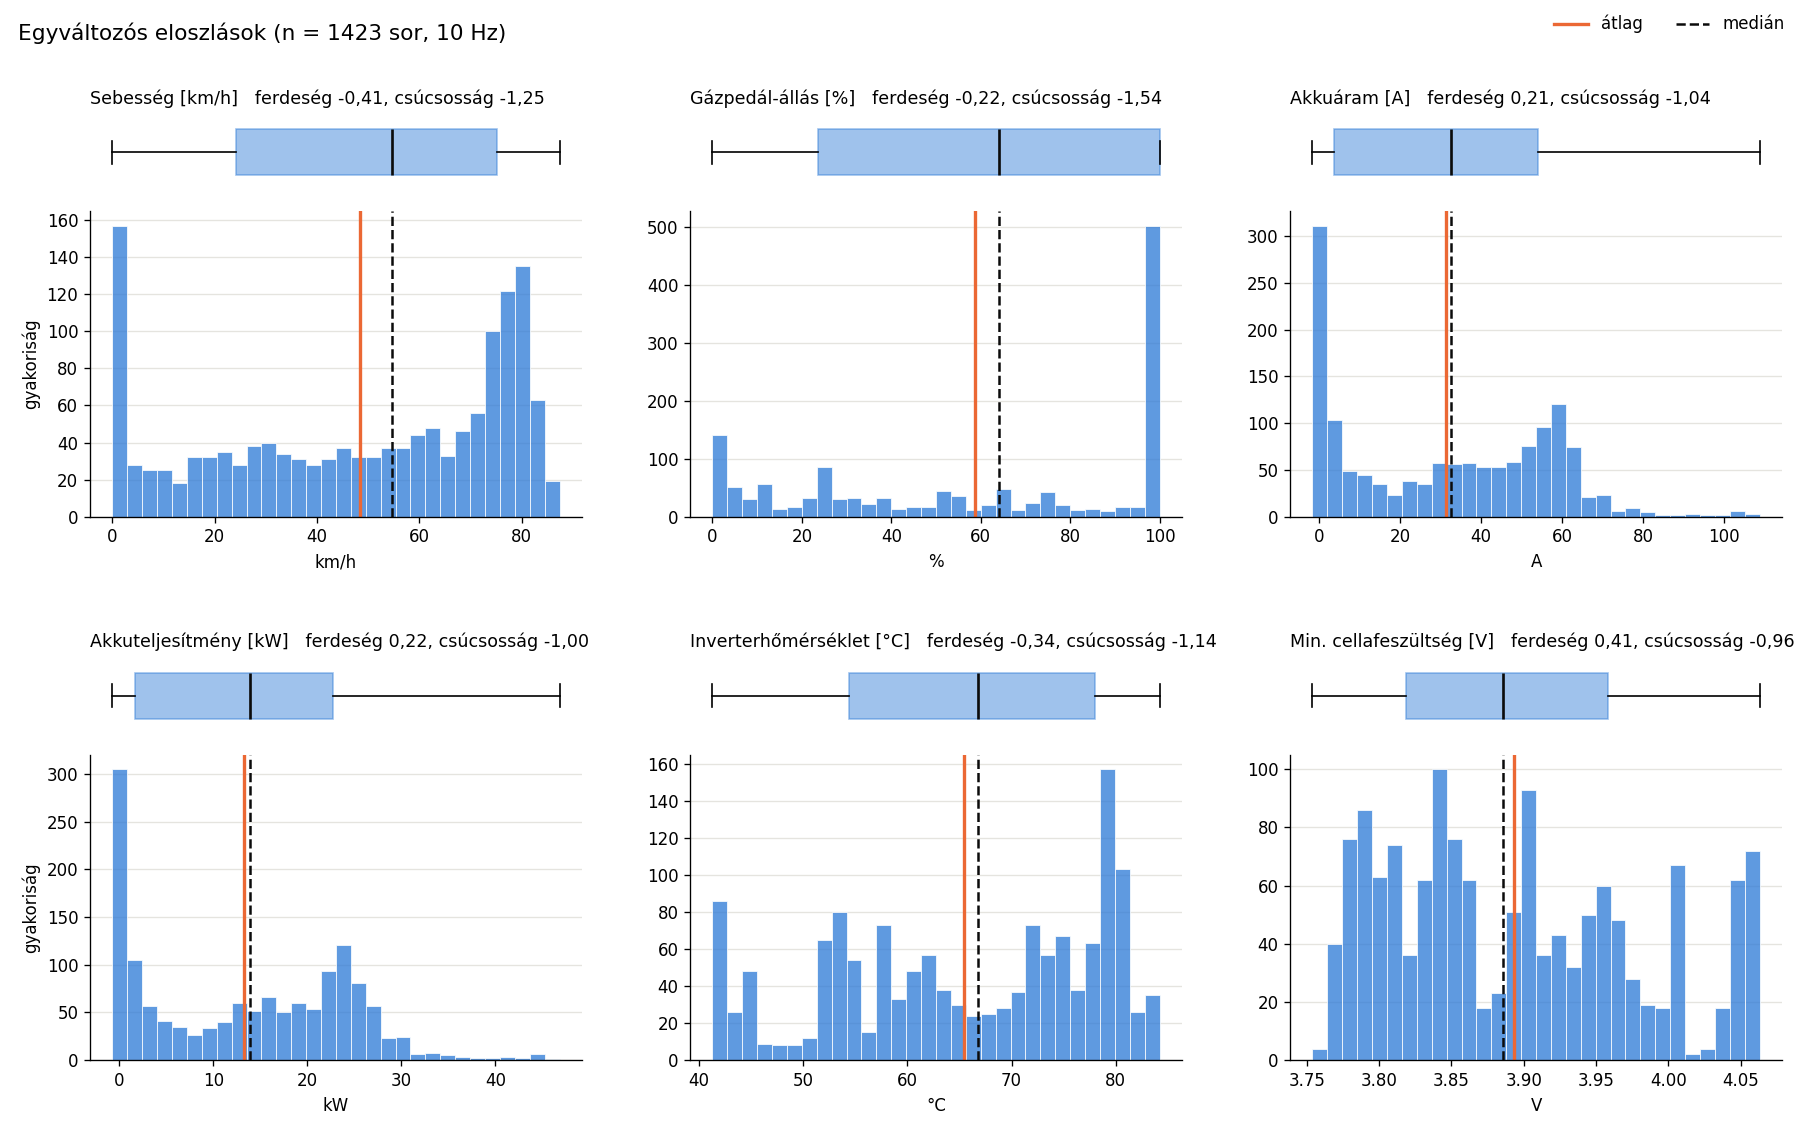 Egyváltozós eloszlások (n = 1423 sor, 10 Hz)
átlag
medián
Sebesség [km/h] ferdeség -0,41, csúcsosság -1,25
160
140
120
100
80
60
40
20
0
gyakoriság
0 20 40 60 80
km/h
Gázpedál-állás [%] ferdeség -0,22, csúcsosság -1,54
500
400
300
200
100
0
0 20 40 60 80 100
%
Akkuáram [A] ferdeség 0,21, csúcsosság -1,04
300
250
200
150
100
50
0
0 20 40 60 80 100
A
Akkuteljesítmény [kW] ferdeség 0,22, csúcsosság -1,00
300
250
200
150
100
50
0
gyakoriság
0 10 20 30 40
kW
Inverterhőmérséklet [°C] ferdeség -0,34, csúcsosság -1,14
160
140
120
100
80
60
40
20
0
40 50 60 70 80
°C
Min. cellafeszültség [V] ferdeség 0,41, csúcsosság -0,96
100
80
60
40
20
0
3.75 3.80 3.85 3.90 3.95 4.00 4.05
V